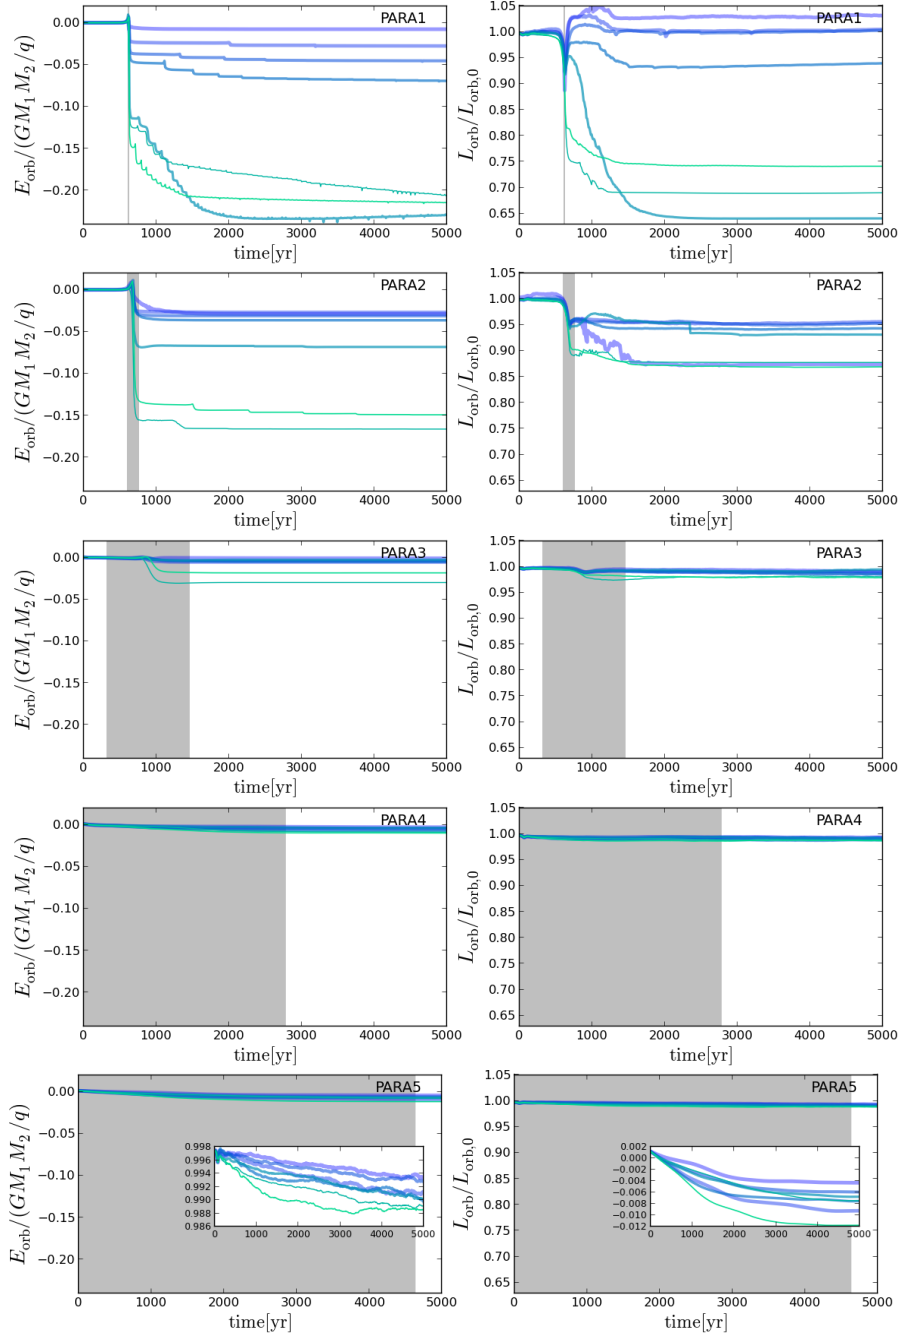 PARA1
0.00
−0.05
−0.10
−0.15
−0.20
E_orb/(GM_1M_2/q)
0 1000 2000 3000 4000 5000
time[yr]
PARA1
1.05
1.00
0.95
0.90
0.85
0.80
0.75
0.70
0.65
L_orb/L_orb,0
0 1000 2000 3000 4000 5000
time[yr]
PARA2
0.00
−0.05
−0.10
−0.15
−0.20
E_orb/(GM_1M_2/q)
0 1000 2000 3000 4000 5000
time[yr]
PARA2
1.05
1.00
0.95
0.90
0.85
0.80
0.75
0.70
0.65
L_orb/L_orb,0
0 1000 2000 3000 4000 5000
time[yr]
PARA3
0.00
−0.05
−0.10
−0.15
−0.20
E_orb/(GM_1M_2/q)
0 1000 2000 3000 4000 5000
time[yr]
PARA3
1.05
1.00
0.95
0.90
0.85
0.80
0.75
0.70
0.65
L_orb/L_orb,0
0 1000 2000 3000 4000 5000
time[yr]
PARA4
0.00
−0.05
−0.10
−0.15
−0.20
E_orb/(GM_1M_2/q)
0 1000 2000 3000 4000 5000
time[yr]
PARA4
1.05
1.00
0.95
0.90
0.85
0.80
0.75
0.70
0.65
L_orb/L_orb,0
0 1000 2000 3000 4000 5000
time[yr]
PARA5
0.00
−0.05
−0.10
−0.15
−0.20
E_orb/(GM_1M_2/q)
0.998
0.996
0.994
0.992
0.990
0.988
0.986
0 1000 2000 3000 4000 5000
0 1000 2000 3000 4000 5000
time[yr]
PARA5
1.05
1.00
0.95
0.90
0.85
0.80
0.75
0.70
0.65
L_orb/L_orb,0
0.002
0.000
−0.002
−0.004
−0.006
−0.008
−0.010
−0.012
0 1000 2000 3000 4000 5000
0 1000 2000 3000 4000 5000
time[yr]